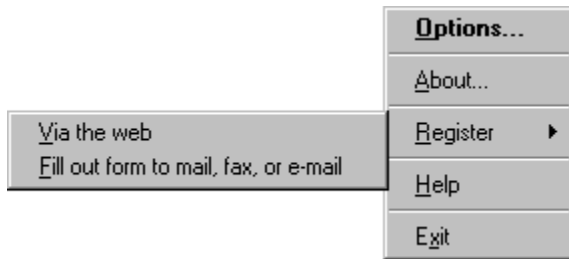 Options...
About...
Register
Via the web
Fill out form to mail, fax, or e-mail
Help
Exit